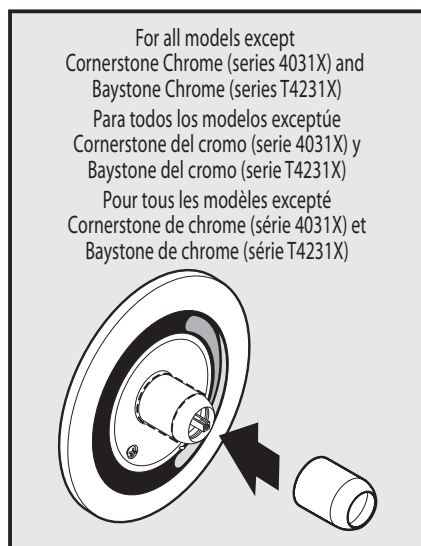 For all models except
Cornerstone Chrome (series 4031X) and
Baystone Chrome (series T4231X)
Para todos los modelos exceptúe
Cornerstone del cromo (serie 4031X) y
Baystone del cromo (serie T4231X)
Pour tous les modèles excepté
Cornerstone de chrome (série 4031X) et
Baystone de chrome (série T4231X)